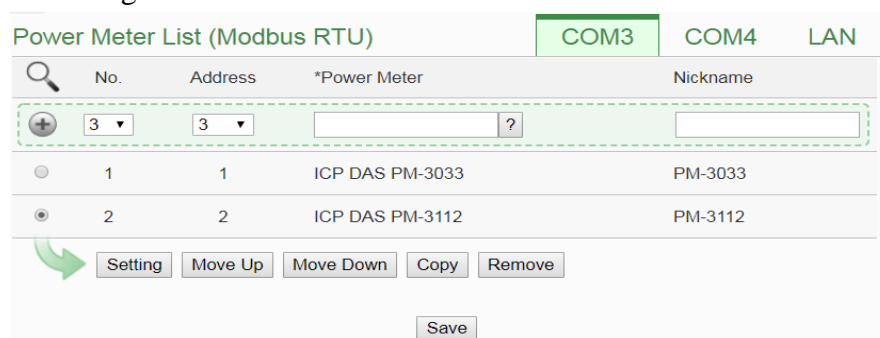 Power Meter List (Modbus RTU) COM3 COM4 LAN
No. Address *Power Meter Nickname
3 3 ?
1 1 ICP DAS PM-3033 PM-3033
2 2 ICP DAS PM-3112 PM-3112
Setting Move Up Move Down Copy Remove
Save